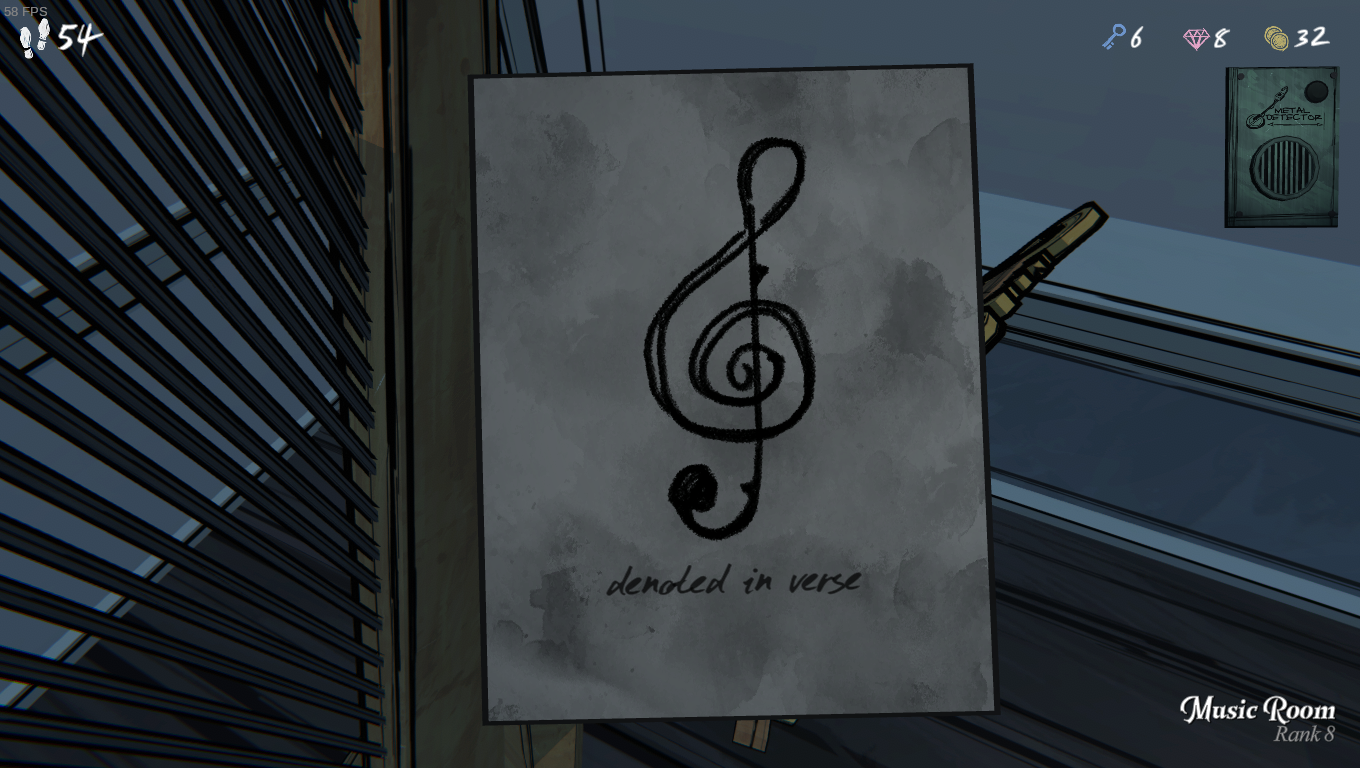 58 FPS
54
6
8
32
METAL
DETECTOR
denoted in verse
Music Room
Rank 8